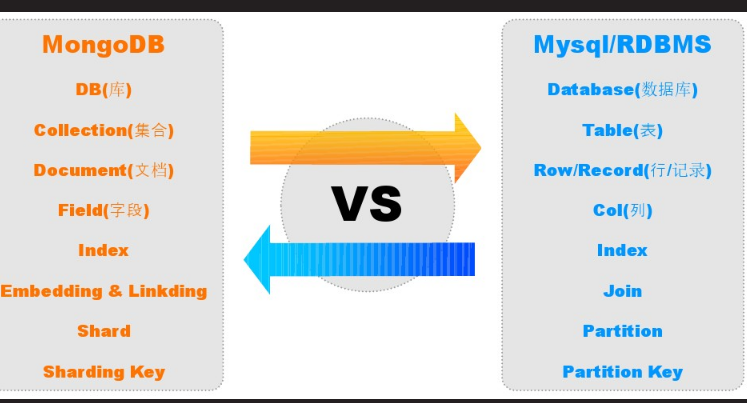 MongoDB
DB(库)
Collection(集合)
Document(文档)
Field(字段)
Index
Embedding & Linkding
Shard
Sharding Key
VS
Mysql/RDBMS
Database(数据库)
Table(表)
Row/Record(行/记录)
Col(列)
Index
Join
Partition
Partition Key